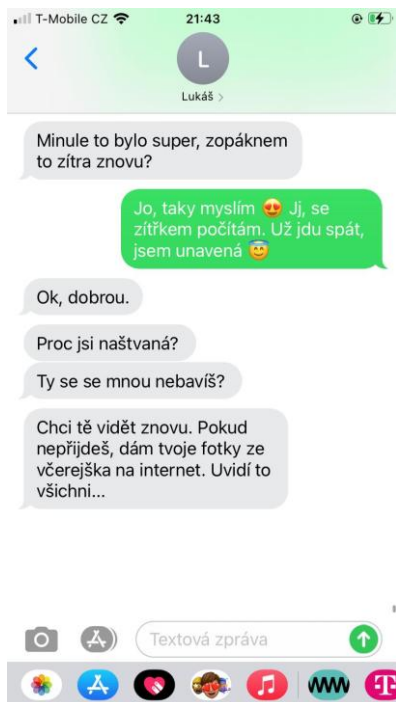 T-Mobile CZ 21:43
L
Lukáš >
Minule to bylo super, zopáknem
to zítra znovu?
Jo, taky myslím 😍 Jj, se
zítřkem počítám. Už jdu spát,
jsem unavená 😇
Ok, dobrou.
Proc jsi naštvaná?
Ty se se mnou nebavíš?
Chci tě vidět znovu. Pokud
nepřijdeš, dám tvoje fotky ze
včerejška na internet. Uvidí to
všichni...
Textová zpráva